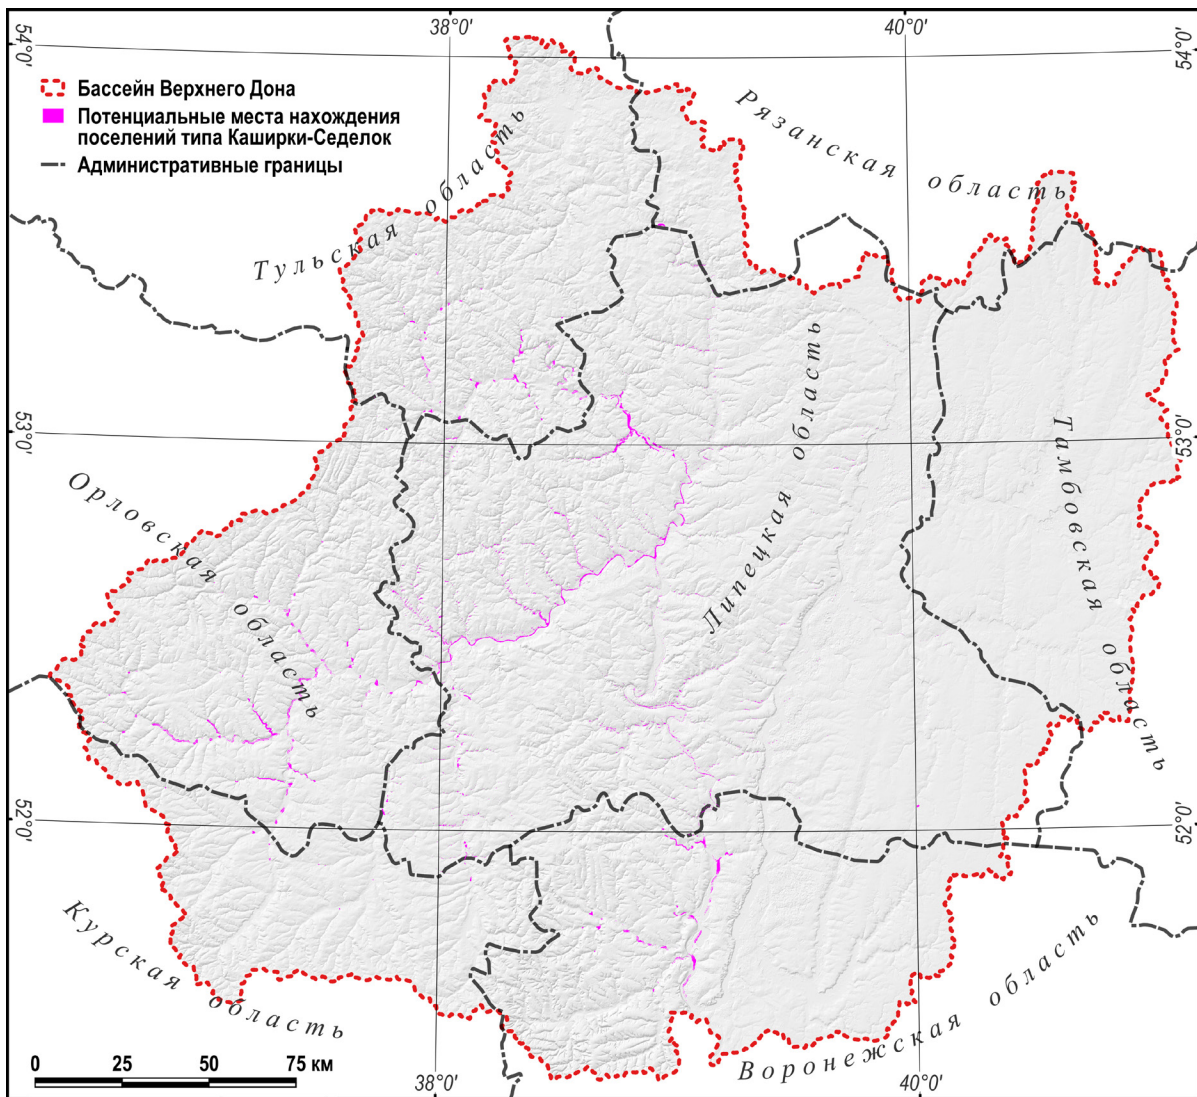 38°0'
40°0'
54°0'
54°0'
Бассейн Верхнего Дона
Потенциальные места нахождения
поселений типа Каширки-Седелок
Административные границы
Рязанская область
Тульская область
Липецкая область
53°0'
53°0'
Тамбовская область
Орловская область
52°0'
52°0'
Курская область
Воронежская область
0 25 50 75 км
38°0'
40°0'